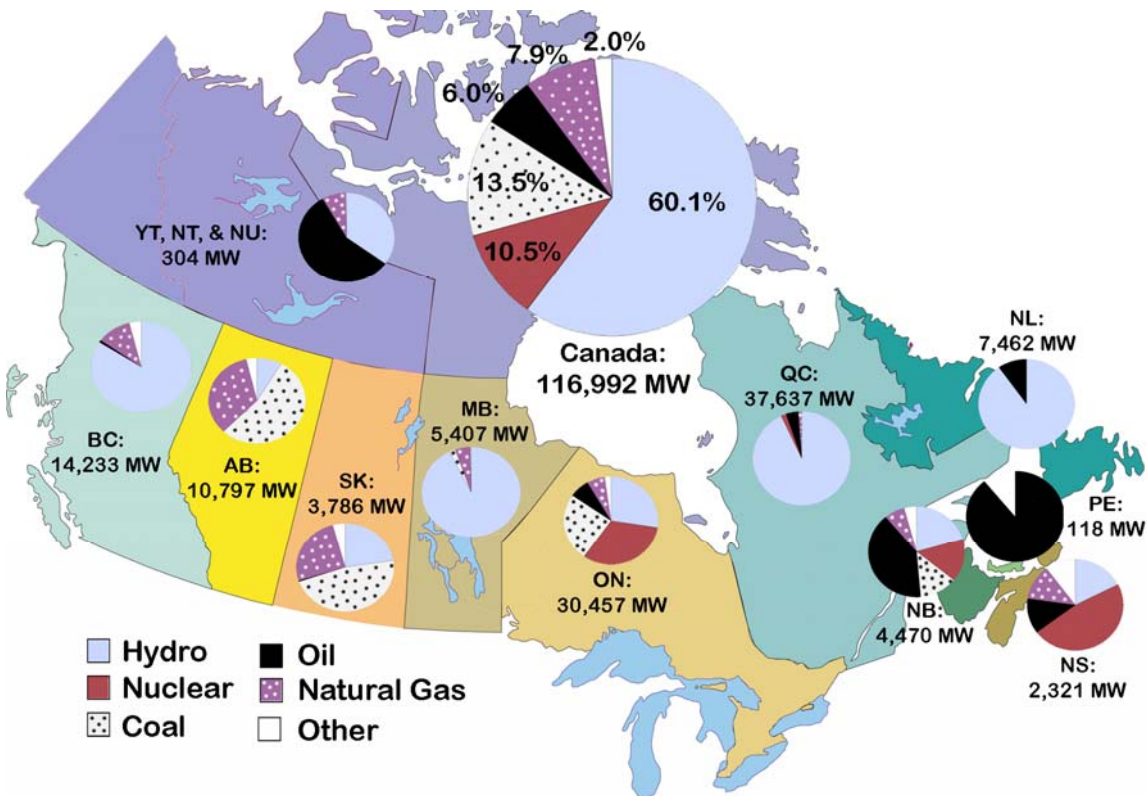 7.9%
2.0%
6.0%
13.5%
60.1%
10.5%
YT, NT, & NU:
304 MW
Canada:
116,992 MW
NL:
7,462 MW
QC:
37,637 MW
MB:
5,407 MW
BC:
14,233 MW
AB:
10,797 MW
SK:
3,786 MW
PE:
118 MW
ON:
30,457 MW
NB:
4,470 MW
NS:
2,321 MW
Hydro
Oil
Nuclear
Natural Gas
Coal
Other